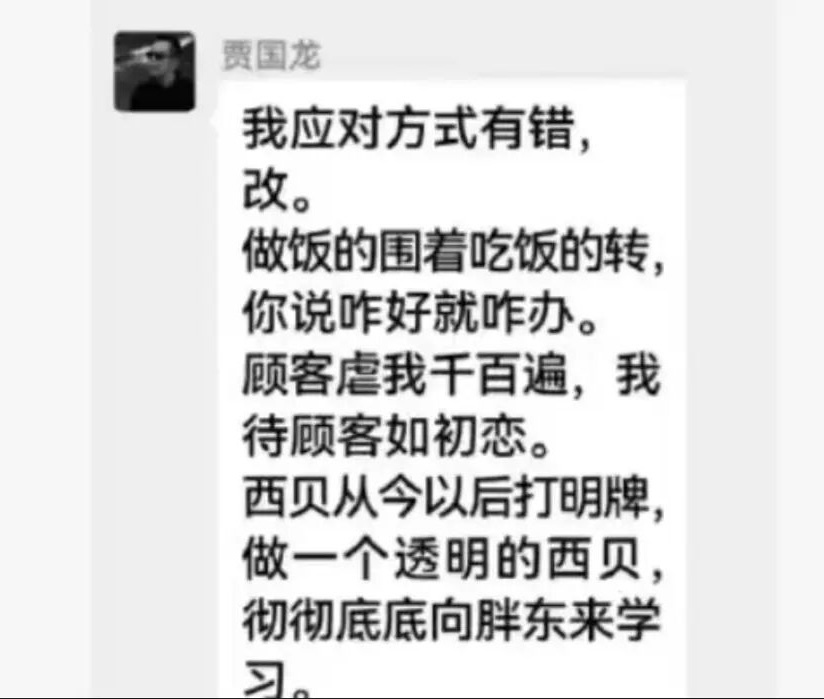 贾国龙
我应对方式有错，
改。
做饭的围着吃饭的转，
你说咋好就咋办。
顾客虐我千百遍，我
待顾客如初恋。
西贝从今以后打明牌，
做一个透明的西贝，
彻彻底底向胖东来学
习。